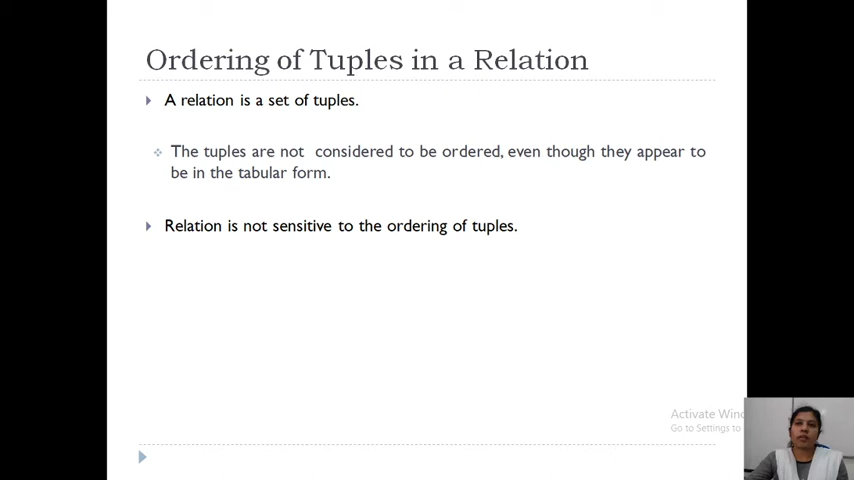 Ordering of Tuples in a Relation
A relation is a set of tuples.
The tuples are not considered to be ordered, even though they appear to
be in the tabular form.
Relation is not sensitive to the ordering of tuples.
Activate
Go to Settings to